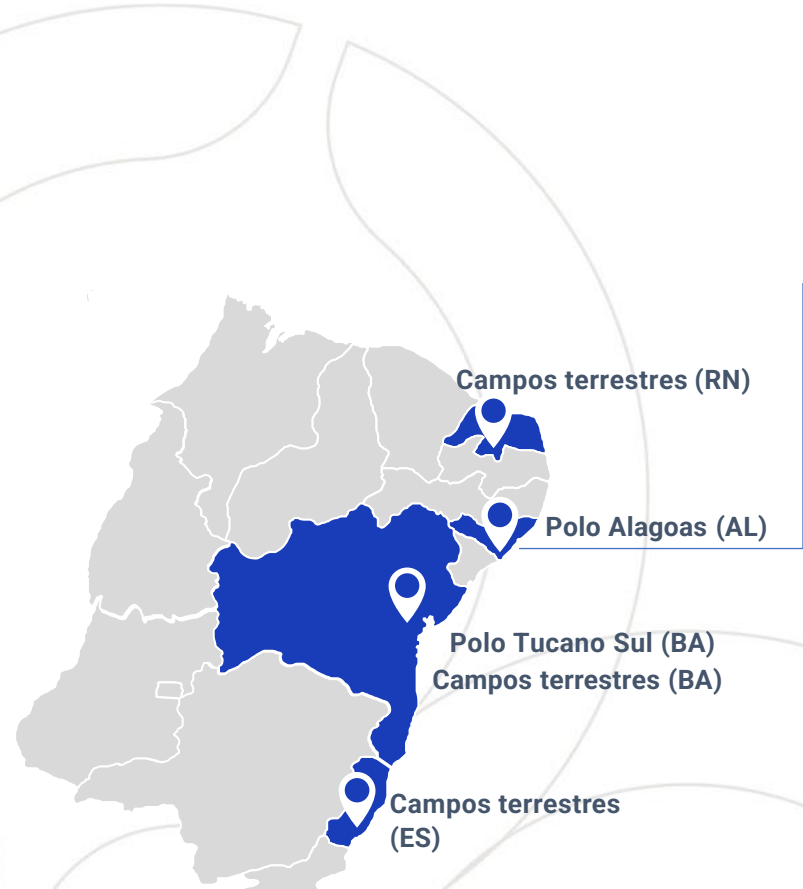 Campos terrestres (RN)
Polo Alagoas (AL)
Polo Tucano Sul (BA)
Campos terrestres (BA)
Campos terrestres
(ES)